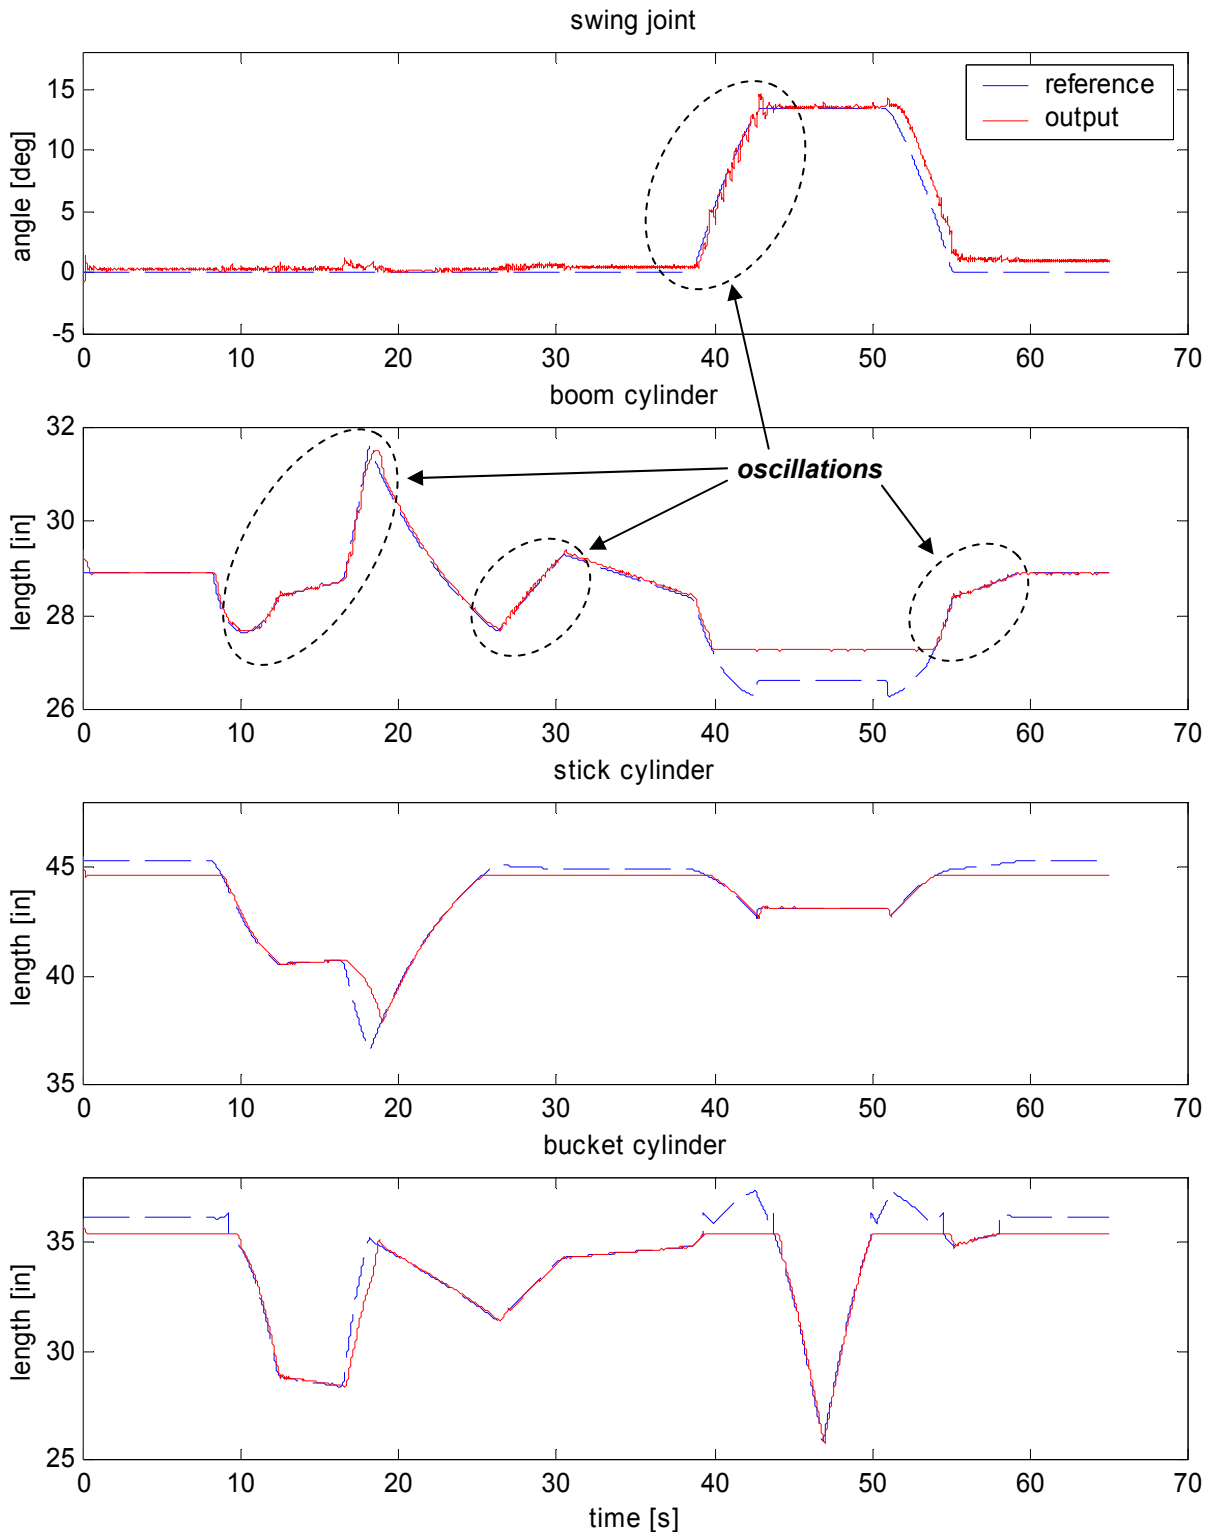 swing joint
15
10
5
0
-5
angle [deg]
reference
output
0 10 20 30 40 50 60 70
boom cylinder
32
30
28
26
length [in]
oscillations
0 10 20 30 40 50 60 70
stick cylinder
45
40
35
length [in]
0 10 20 30 40 50 60 70
bucket cylinder
35
30
25
length [in]
0 10 20 30 40 50 60 70
time [s]